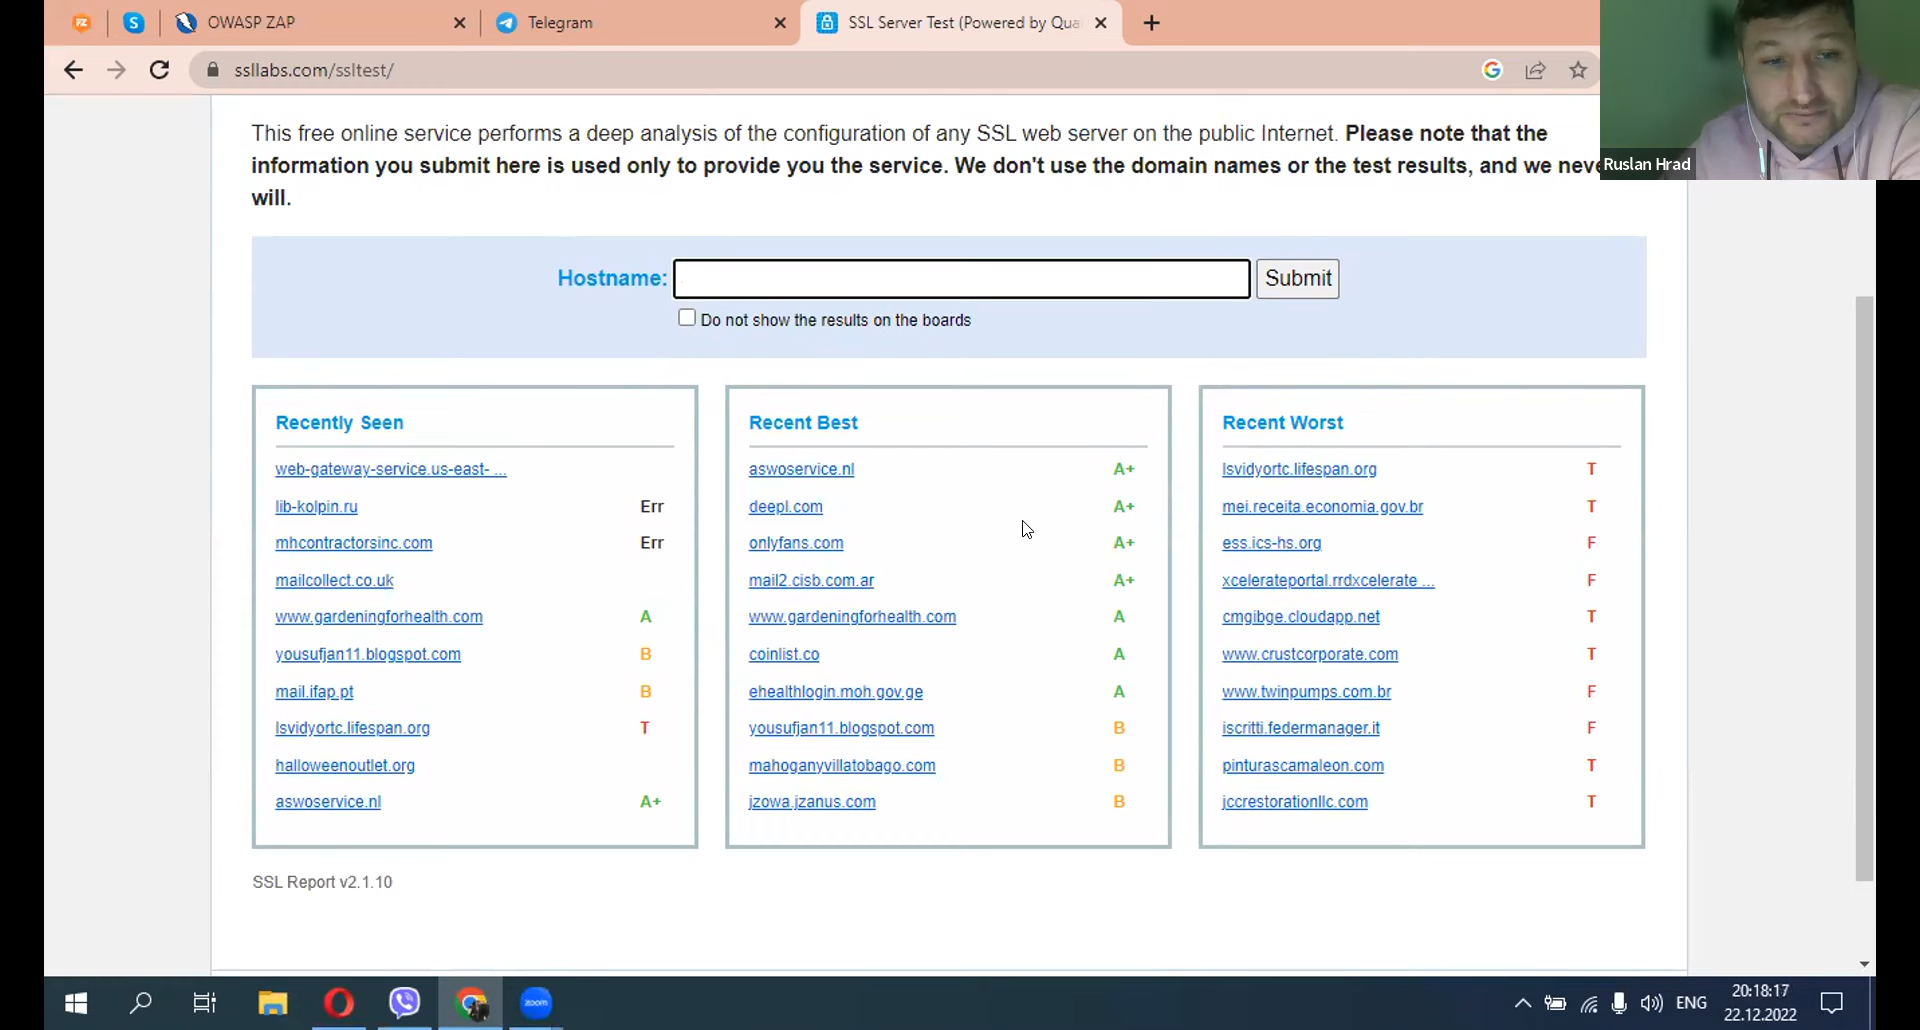 OWASP ZAP
Telegram
SSL Server Test (Powered by Qua
ssllabs.com/ssltest/
Ruslan Hrad
This free online service performs a deep analysis of the configuration of any SSL web server on the public Internet. Please note that the
information you submit here is used only to provide you the service. We don't use the domain names or the test results, and we neve
will.
Hostname:
Submit
Do not show the results on the boards
Recently Seen
web-gateway-service.us-east- ...
lib-kolpin.ru Err
mhcontractorsinc.com Err
mailcollect.co.uk
www.gardeningforhealth.com A
yousufjan11.blogspot.com B
mail.ifap.pt B
lsvidyortc.lifespan.org T
halloweenoutlet.org
aswoservice.nl A+
Recent Best
aswoservice.nl A+
deepl.com A+
onlyfans.com A+
mail2.cisb.com.ar A+
www.gardeningforhealth.com A
coinlist.co A
ehealthlogin.moh.gov.ge A
yousufjan11.blogspot.com B
mahoganyvillatobago.com B
jzowa.jzanus.com B
Recent Worst
lsvidyortc.lifespan.org T
mei.receita.economia.gov.br T
ess.ics-hs.org F
xcelerateportal.rrdxcelerate ... F
cmgibge.cloudapp.net T
www.crustcorporate.com T
www.twinpumps.com.br F
iscritti.federmanager.it F
pinturascamaleon.com T
jccrestorationllc.com T
SSL Report v2.1.10
zoom
ENG
20:18:17
22.12.2022